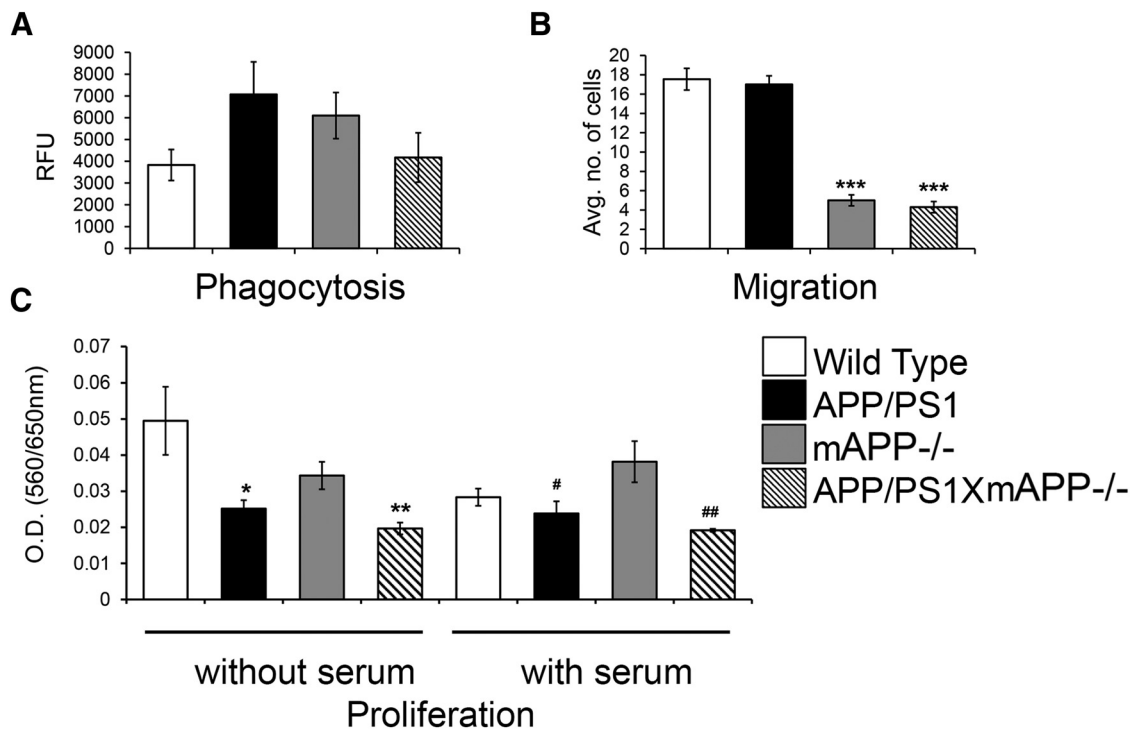 A
9000
8000
7000
6000
5000
4000
3000
2000
1000
0
RFU
Phagocytosis
B
20
18
16
14
12
10
8
6
4
2
0
Avg. no. of cells
***
***
Migration
C
0.07
0.06
0.05
0.04
0.03
0.02
0.01
0
O.D. (560/650nm)
*
**
#
##
without serum
with serum
Proliferation
Wild Type
APP/PS1
mAPP-/-
APP/PS1XmAPP-/-